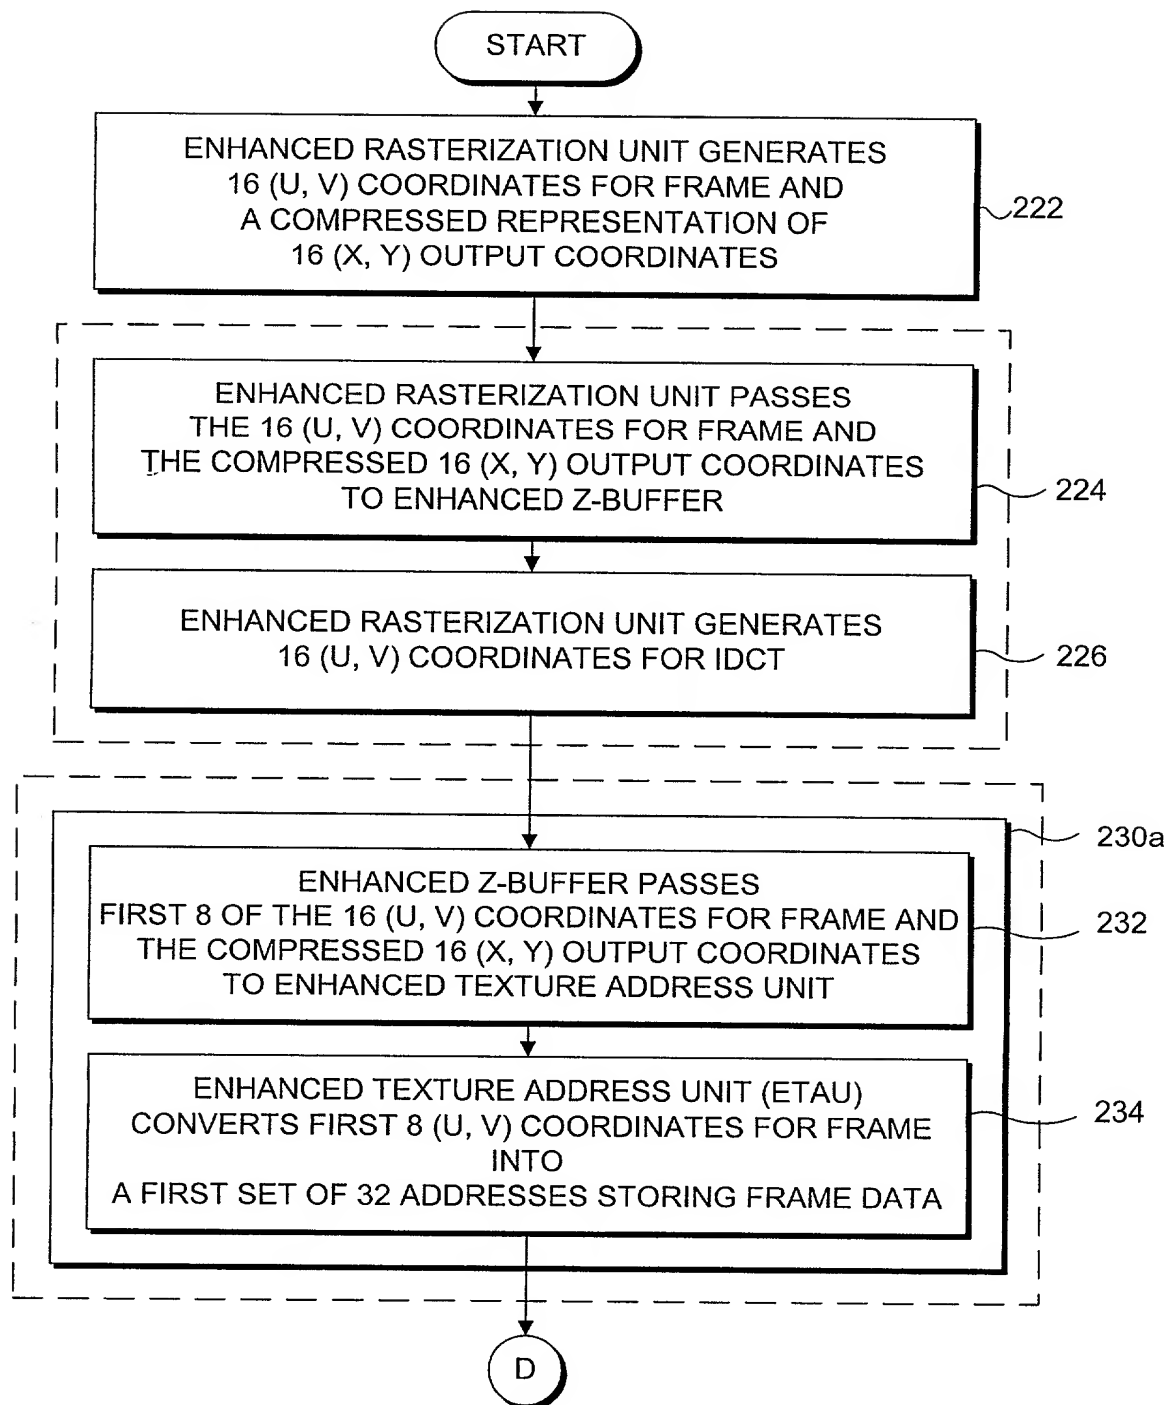 START
ENHANCED RASTERIZATION UNIT GENERATES
16 (U, V) COORDINATES FOR FRAME AND
A COMPRESSED REPRESENTATION OF
16 (X, Y) OUTPUT COORDINATES
222
ENHANCED RASTERIZATION UNIT PASSES
THE 16 (U, V) COORDINATES FOR FRAME AND
THE COMPRESSED 16 (X, Y) OUTPUT COORDINATES
TO ENHANCED Z-BUFFER
224
ENHANCED RASTERIZATION UNIT GENERATES
16 (U, V) COORDINATES FOR IDCT
226
230a
ENHANCED Z-BUFFER PASSES
FIRST 8 OF THE 16 (U, V) COORDINATES FOR FRAME AND
THE COMPRESSED 16 (X, Y) OUTPUT COORDINATES
TO ENHANCED TEXTURE ADDRESS UNIT
232
ENHANCED TEXTURE ADDRESS UNIT (ETAU)
CONVERTS FIRST 8 (U, V) COORDINATES FOR FRAME
INTO
A FIRST SET OF 32 ADDRESSES STORING FRAME DATA
234
D